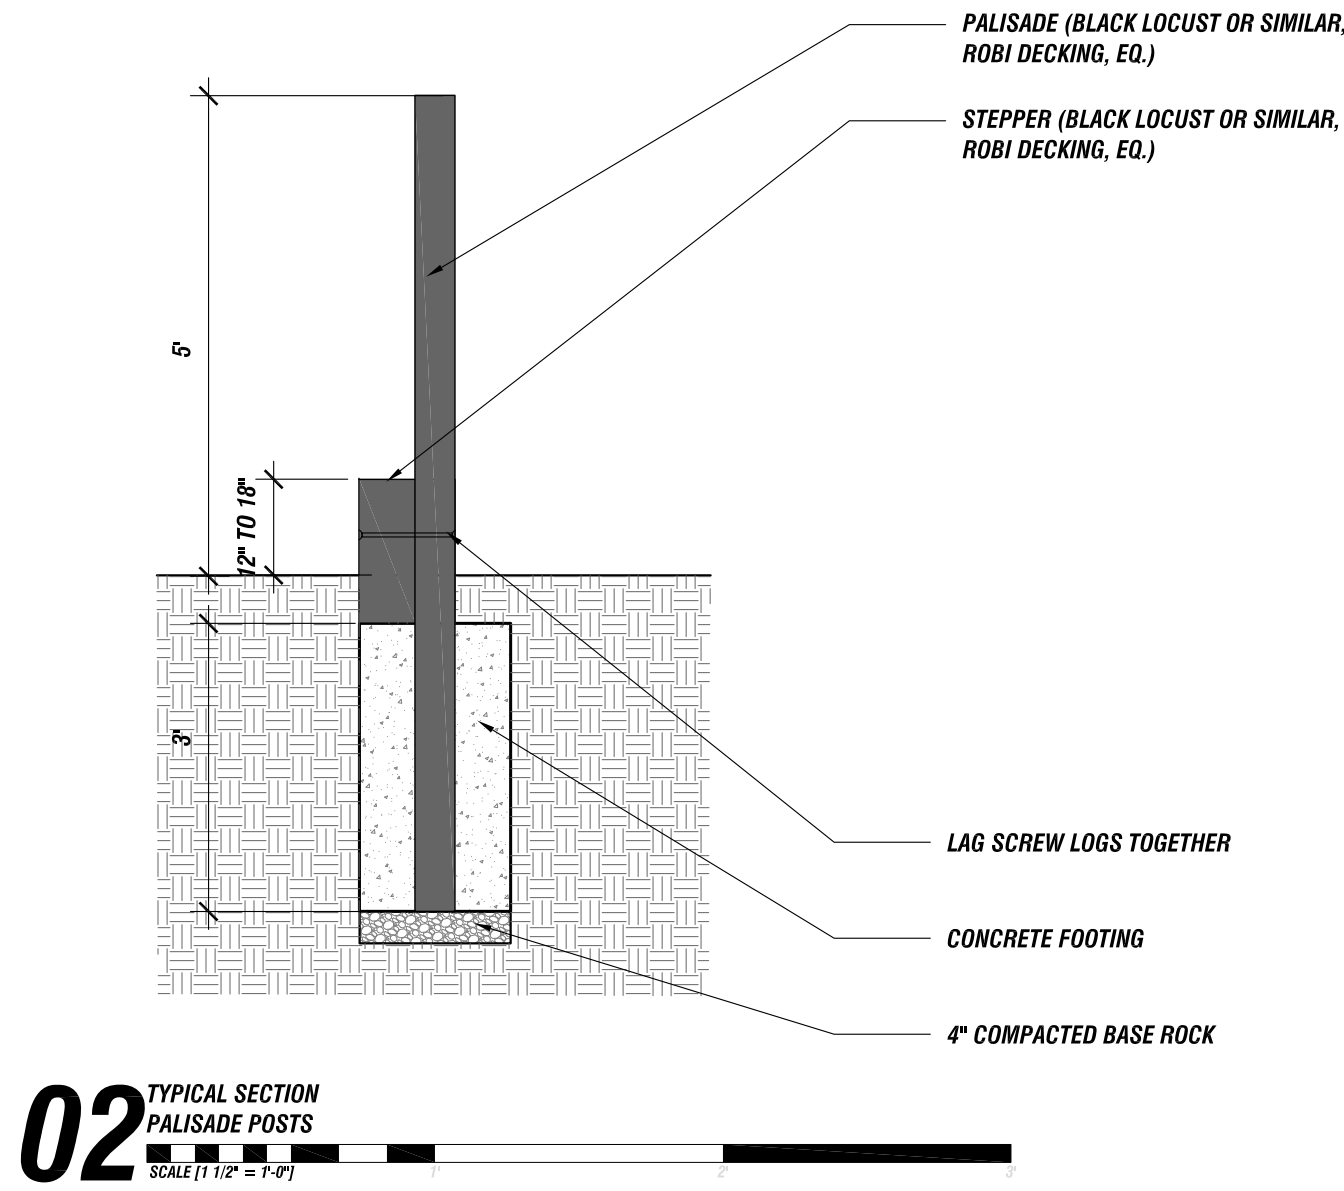 PALISADE (BLACK LOCUST OR SIMILAR,
ROBI DECKING, EQ.)
STEPPER (BLACK LOCUST OR SIMILAR,
ROBI DECKING, EQ.)
5'
12" TO 18"
3'
LAG SCREW LOGS TOGETHER
CONCRETE FOOTING
4" COMPACTED BASE ROCK
02
TYPICAL SECTION
PALISADE POSTS
SCALE [1 1/2" = 1'-0"]
1'
2'
3'